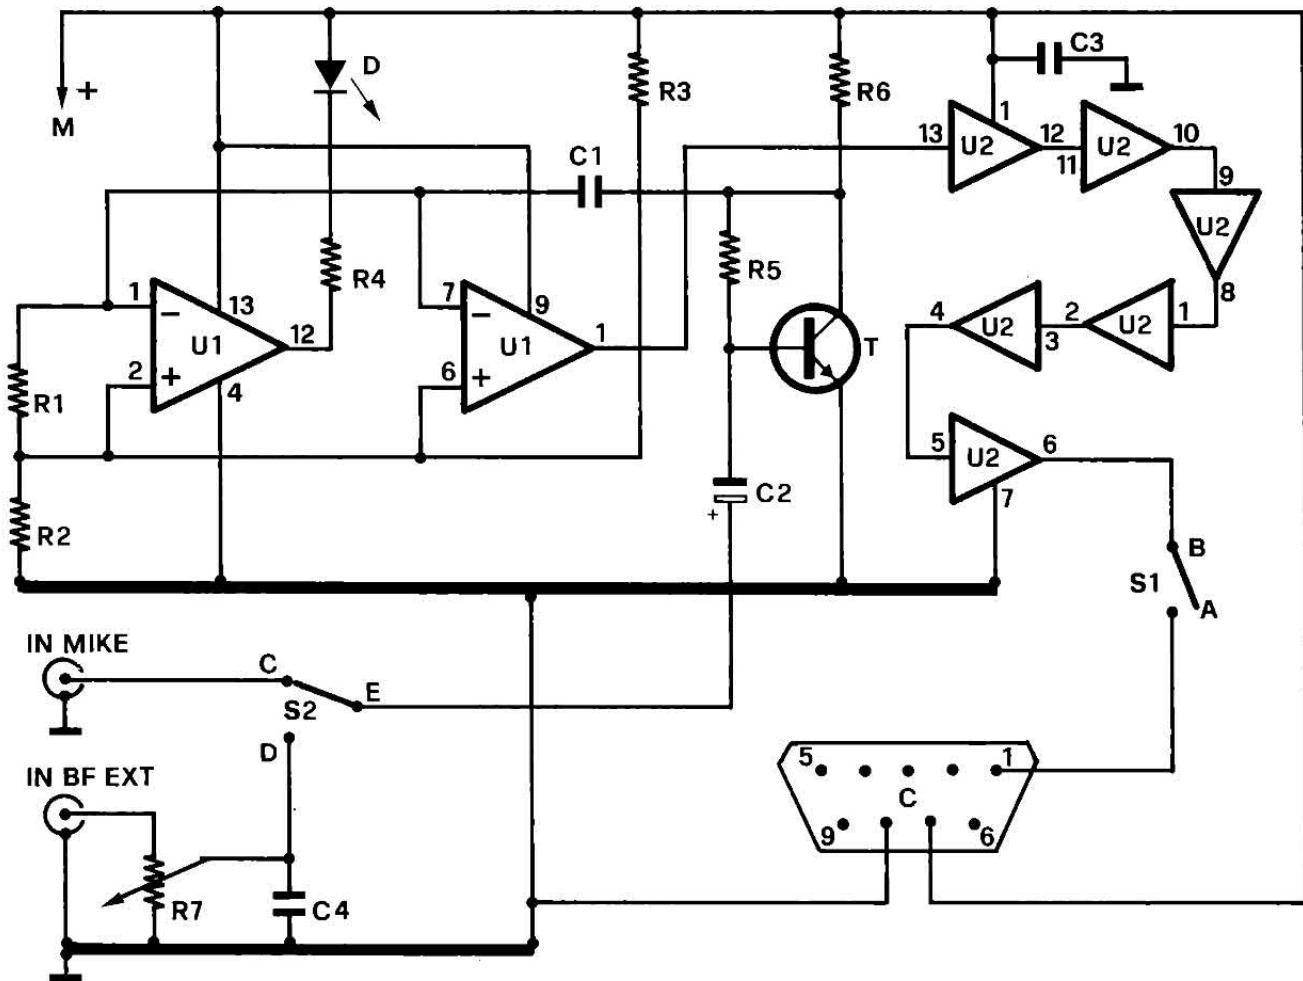 C3
D
+
R3
R6
M
1
13
U2
12
11
U2
10
C1
9
U2
R5
R4
8
1
13
7
9
4
U2
3
2
U2
1
U1
12
U1
1
T
2
+
4
6
+
R1
5
U2
6
C2
+
7
R2
B
S1
A
IN MIKE
C
E
S2
D
5
1
IN BF EXT
C
9
6
R7
C4